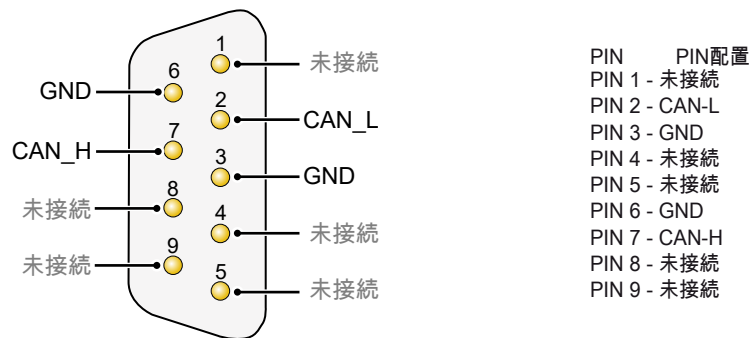 1
未接続
6
GND
2
CAN_L
7
CAN_H
3
GND
8
未接続
4
未接続
9
未接続
5
未接続
PIN PIN配置
PIN 1 - 未接続
PIN 2 - CAN-L
PIN 3 - GND
PIN 4 - 未接続
PIN 5 - 未接続
PIN 6 - GND
PIN 7 - CAN-H
PIN 8 - 未接続
PIN 9 - 未接続